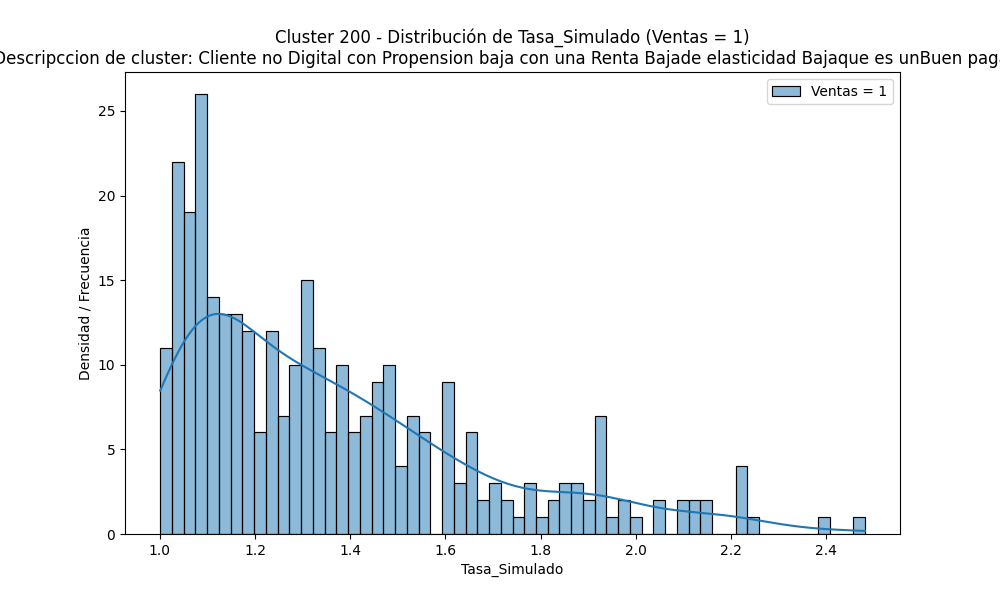 Cluster 200 - Distribución de Tasa_Simulado (Ventas = 1)
Descripccion de cluster: Cliente no Digital con Propension baja con una Renta Bajade elasticidad Bajaque es unBuen pag
Ventas = 1
Densidad / Frecuencia
25
20
15
10
5
0
1.0 1.2 1.4 1.6 1.8 2.0 2.2 2.4
Tasa_Simulado